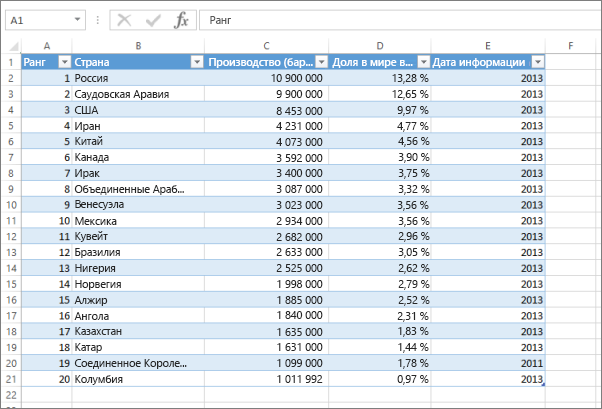 A1 fx Ранг
A B C D E F
1 Ранг Страна Производство (бар... Доля в мире в... Дата информации
2 1 Россия 10 900 000 13,28 % 2013
3 2 Саудовская Аравия 9 900 000 12,65 % 2013
4 3 США 8 453 000 9,97 % 2013
5 4 Иран 4 231 000 4,77 % 2013
6 5 Китай 4 073 000 4,56 % 2013
7 6 Канада 3 592 000 3,90 % 2013
8 7 Ирак 3 400 000 3,75 % 2013
9 8 Объединенные Араб... 3 087 000 3,32 % 2013
10 9 Венесуэла 3 023 000 3,56 % 2013
11 10 Мексика 2 934 000 3,56 % 2013
12 11 Кувейт 2 682 000 2,96 % 2013
13 12 Бразилия 2 633 000 3,05 % 2013
14 13 Нигерия 2 525 000 2,62 % 2013
15 14 Норвегия 1 998 000 2,79 % 2013
16 15 Алжир 1 885 000 2,52 % 2013
17 16 Ангола 1 840 000 2,31 % 2013
18 17 Казахстан 1 635 000 1,83 % 2013
19 18 Катар 1 631 000 1,44 % 2013
20 19 Соединенное Короле... 1 099 000 1,78 % 2011
21 20 Колумбия 1 011 992 0,97 % 2013
22